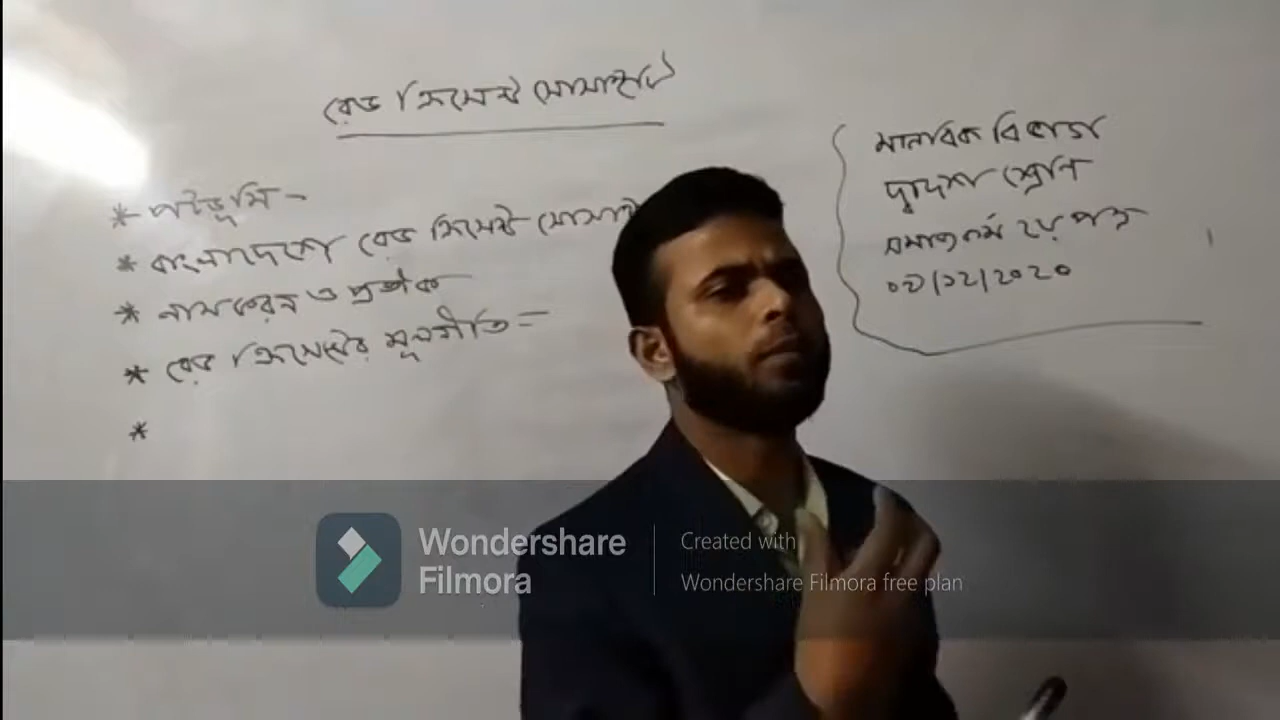 রেড ক্রিসেন্ট সোসাইটি
* পটভূমি -
* বাংলাদেশে রেড ক্রিসেন্ট সোসাই
* নামকরন ও প্রতীক
* রেড ক্রিসেন্টের মূলনীতি =
*
মানবিক বিভাগ
দ্বাদশ শ্রেণি
সমাজকর্ম ২য় পত্র
০৩/১২/২০২০
Wondershare
Filmora
Created with
Wondershare Filmora free plan